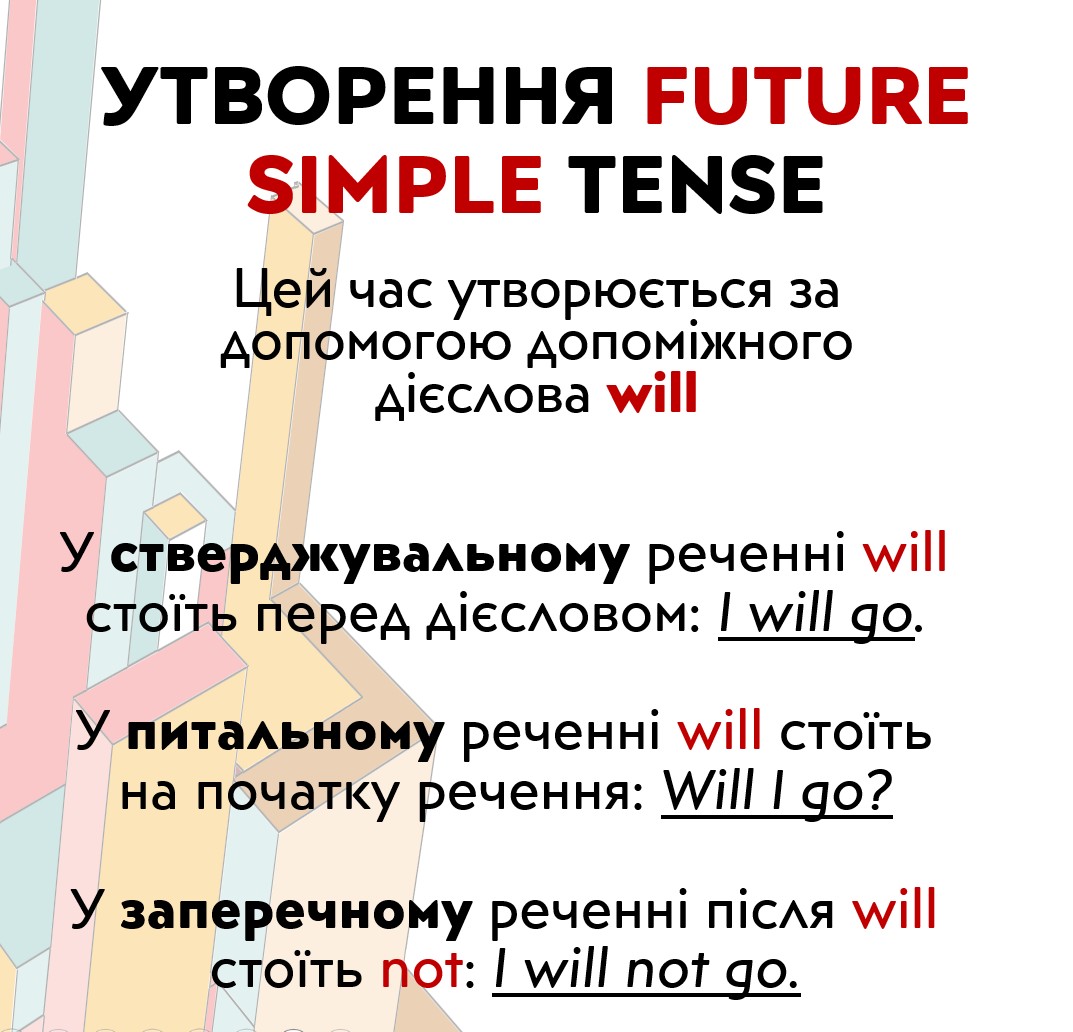 УТВОРЕННЯ FUTURE
SIMPLE TENSE
Цей час утворюється за
допомогою допоміжного
дієслова will
У стверджувальному реченні will
стоїть перед дієсловом: I will go.
У питальному реченні will стоїть
на початку речення: Will I go?
У заперечному реченні після will
стоїть not: I will not go.